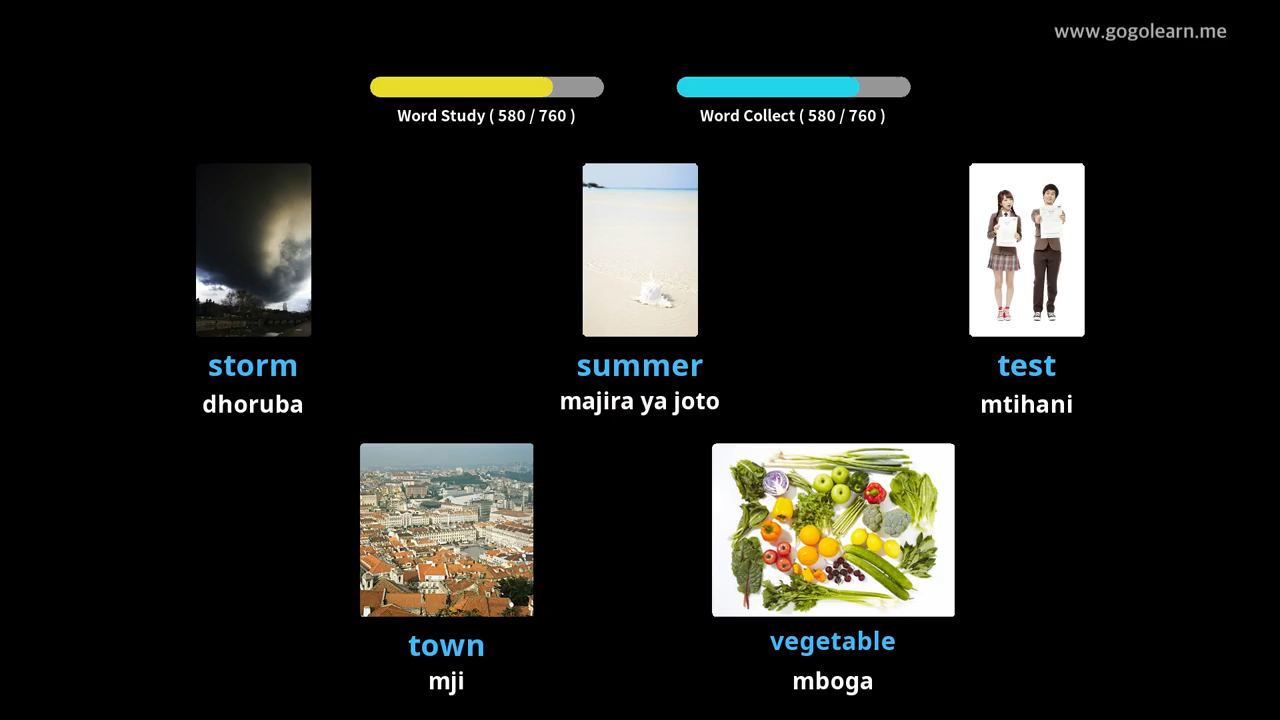 www.gogolearn.me
Word Study ( 580 / 760 )
Word Collect ( 580 / 760 )
storm
dhoruba
summer
majira ya joto
test
mtihani
town
mji
vegetable
mboga